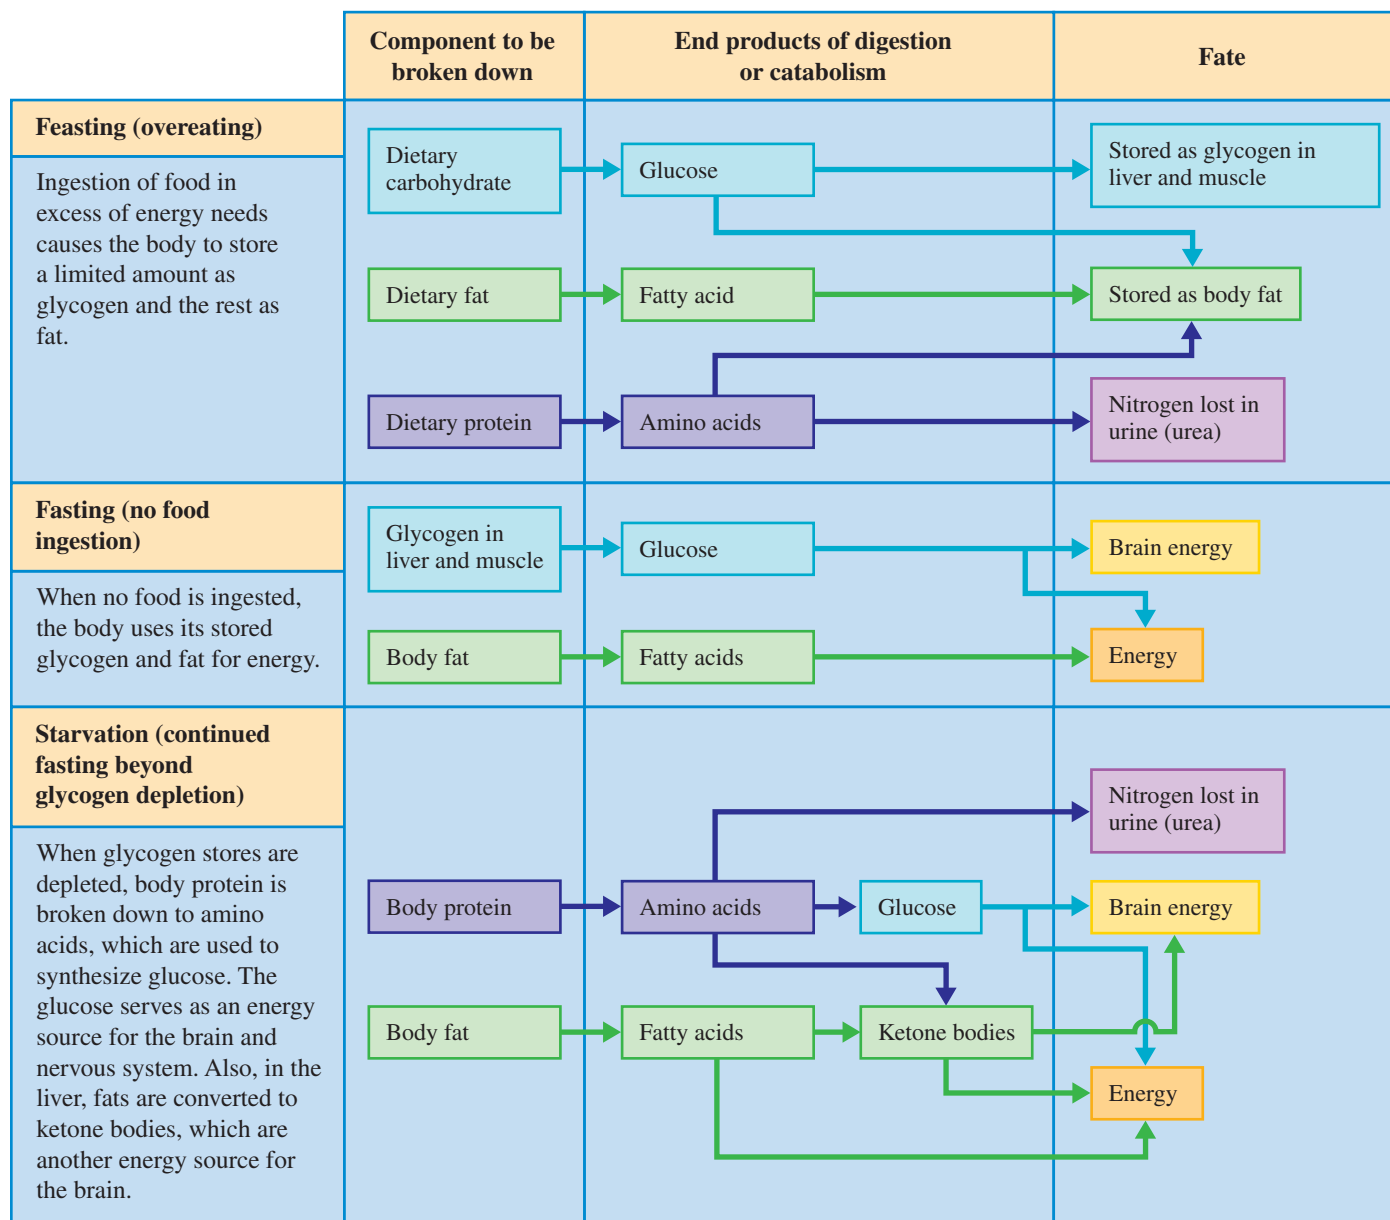 Component to be
broken down
End products of digestion
or catabolism
Fate
Feasting (overeating)
Ingestion of food in
excess of energy needs
causes the body to store
a limited amount as
glycogen and the rest as
fat.
Dietary
carbohydrate
Glucose
Stored as glycogen in
liver and muscle
Dietary fat
Fatty acid
Stored as body fat
Dietary protein
Amino acids
Nitrogen lost in
urine (urea)
Fasting (no food
ingestion)
When no food is ingested,
the body uses its stored
glycogen and fat for energy.
Glycogen in
liver and muscle
Glucose
Brain energy
Body fat
Fatty acids
Energy
Starvation (continued
fasting beyond
glycogen depletion)
When glycogen stores are
depleted, body protein is
broken down to amino
acids, which are used to
synthesize glucose. The
glucose serves as an energy
source for the brain and
nervous system. Also, in the
liver, fats are converted to
ketone bodies, which are
another energy source for
the brain.
Nitrogen lost in
urine (urea)
Body protein
Amino acids
Glucose
Brain energy
Body fat
Fatty acids
Ketone bodies
Energy